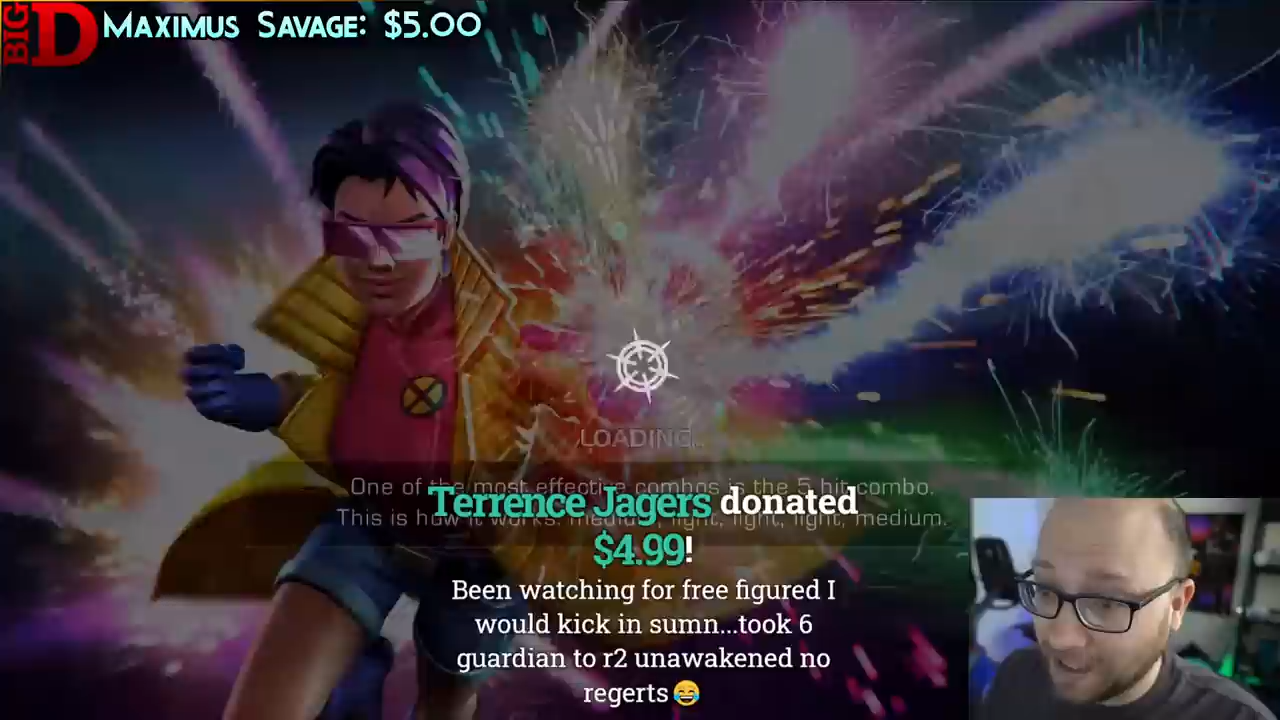 BIG D MAXIMUS SAVAGE: $5.00
LOADING...
One of the most effective combos is the 5 hit combo.
This is how it works: medium, light, light, light, medium.
Terrence Jagers donated
$4.99!
Been watching for free figured I
would kick in sumn...took 6
guardian to r2 unawakened no
regerts😂